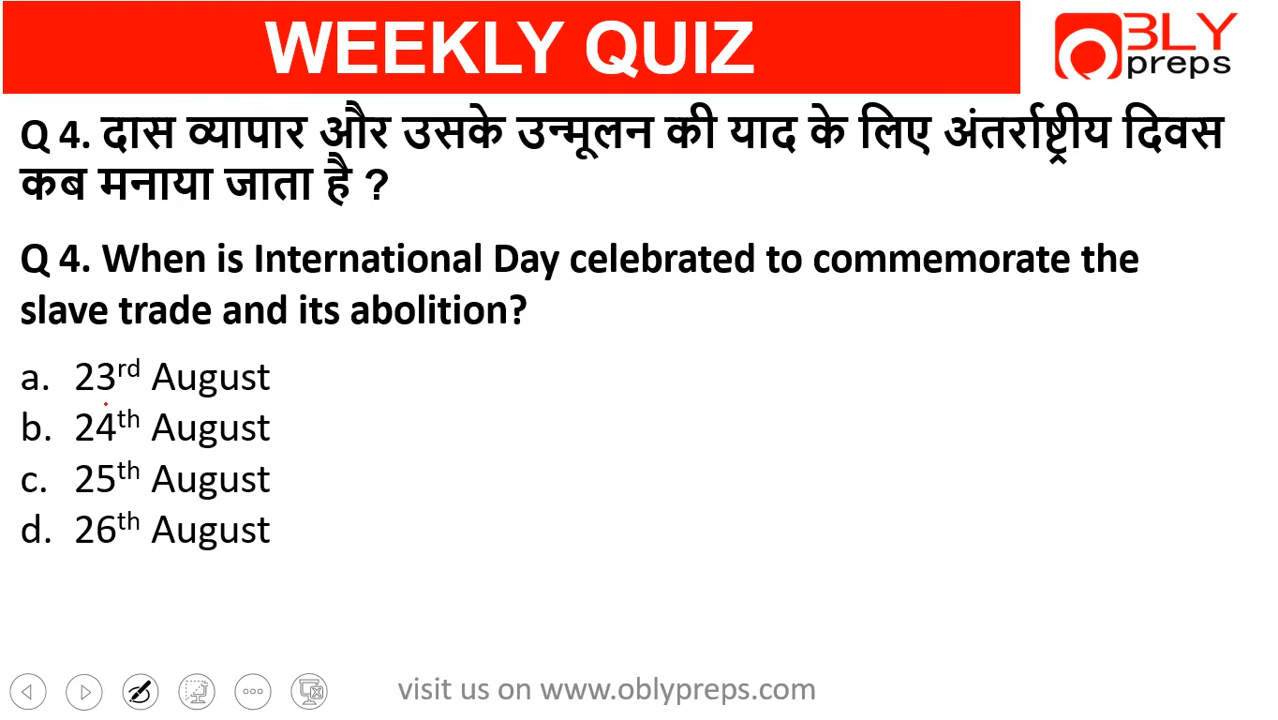 WEEKLY QUIZ
OBLY
preps
Q 4. दास व्यापार और उसके उन्मूलन की याद के लिए अंतर्राष्ट्रीय दिवस
कब मनाया जाता है ?
Q 4. When is International Day celebrated to commemorate the
slave trade and its abolition?
a. 23rd August
b. 24th August
c. 25th August
d. 26th August
visit us on www.oblypreps.com